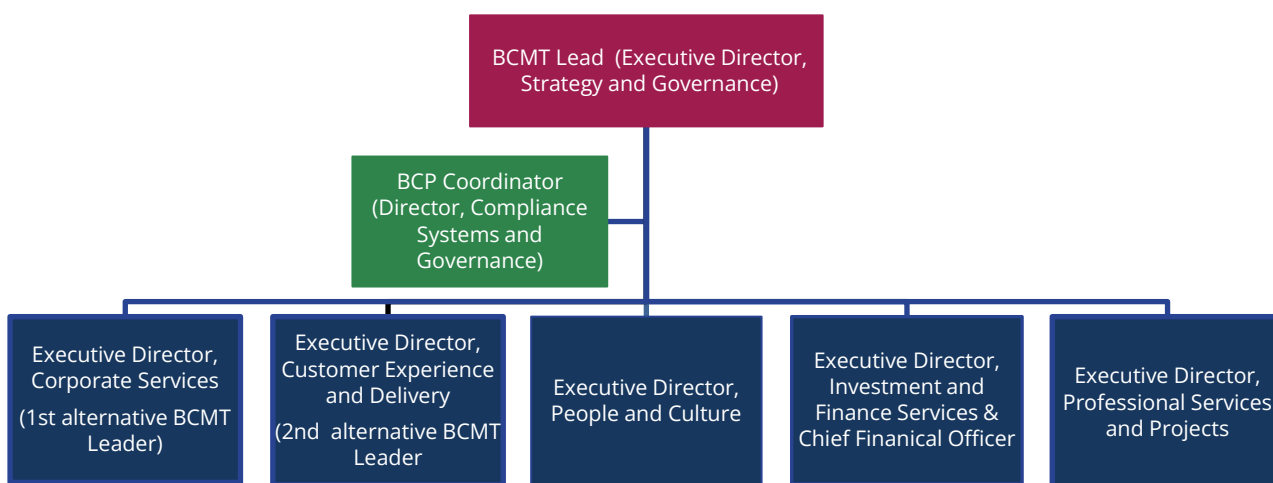 BCMT Lead (Executive Director,
Strategy and Governance)
BCP Coordinator
(Director, Compliance
Systems and
Governance)
Executive Director,
Corporate Services
(1st alternative BCMT
Leader)
Executive Director,
Customer Experience
and Delivery
(2nd alternative BCMT
Leader
Executive Director,
People and Culture
Executive Director,
Investment and
Finance Services &
Chief Finanical Officer
Executive Director,
Professional Services
and Projects